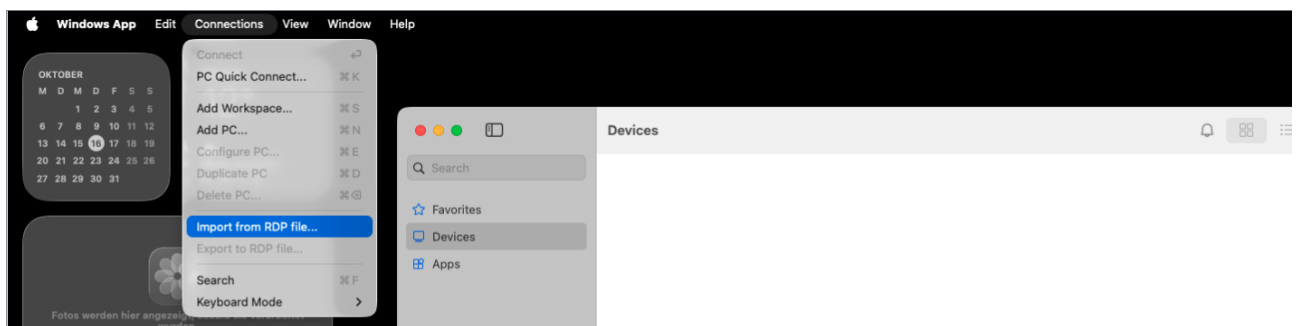 Windows App Edit Connections View Window Help
Connect
PC Quick Connect... ⌘ K
Add Workspace... ⌘ S
Add PC... ⌘ N
Configure PC... ⌘ E
Duplicate PC ⌘ D
Delete PC... ⌘ ⌫
Import from RDP file...
Export to RDP file...
Search ⌘ F
Keyboard Mode
OKTOBER
M D M D F S S
1 2 3 4 5
6 7 8 9 10 11 12
13 14 15 16 17 18 19
20 21 22 23 24 25 26
27 28 29 30 31
Fotos werden hier angezeigt,
Search
Favorites
Devices
Apps
Devices